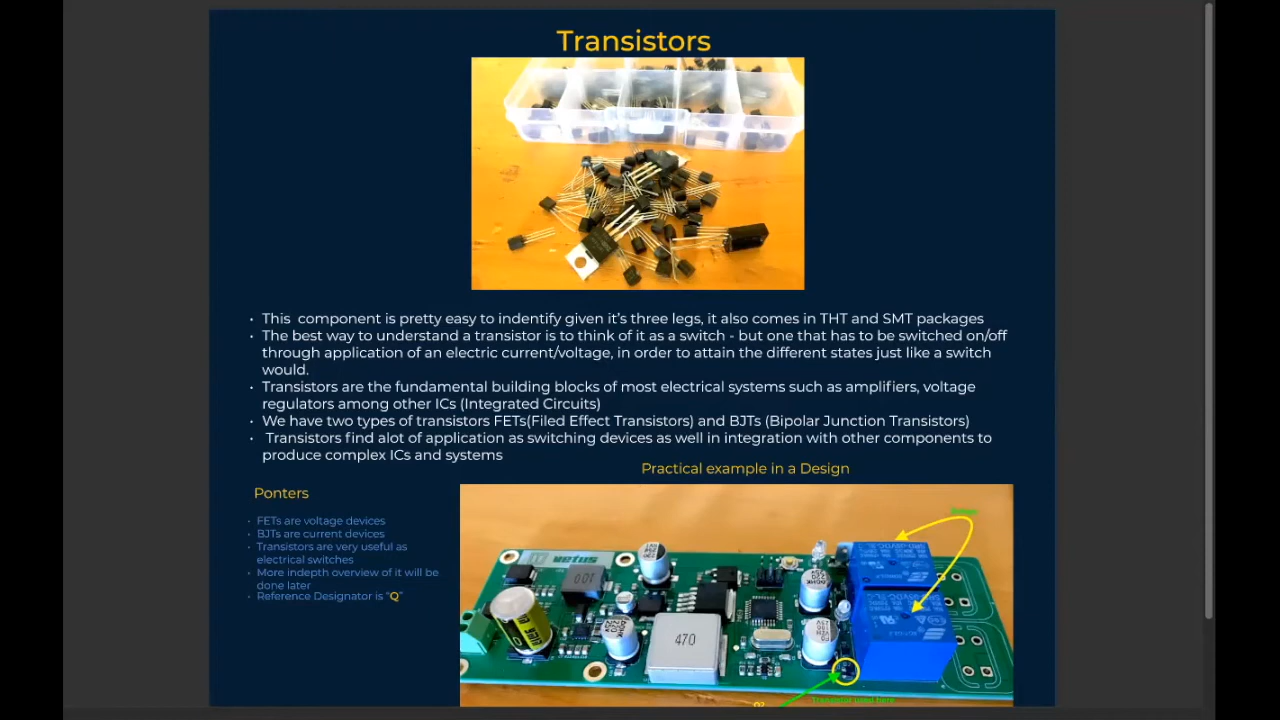 Transistors
• This component is pretty easy to indentify given it's three legs, it also comes in THT and SMT packages
• The best way to understand a transistor is to think of it as a switch - but one that has to be switched on/off
through application of an electric current/voltage, in order to attain the different states just like a switch
would.
• Transistors are the fundamental building blocks of most electrical systems such as amplifiers, voltage
regulators among other ICs (Integrated Circuits)
• We have two types of transistors FETs(Filed Effect Transistors) and BJTs (Bipolar Junction Transistors)
• Transistors find alot of application as switching devices as well in integration with other components to
produce complex ICs and systems
Practical example in a Design
Ponters
• FETs are voltage devices
• BJTs are current devices
• Transistors are very useful as
electrical switches
• More indepth overview of it will be
done later
• Reference Designator is "Q"
vetus
100
470
220
Transistor used here